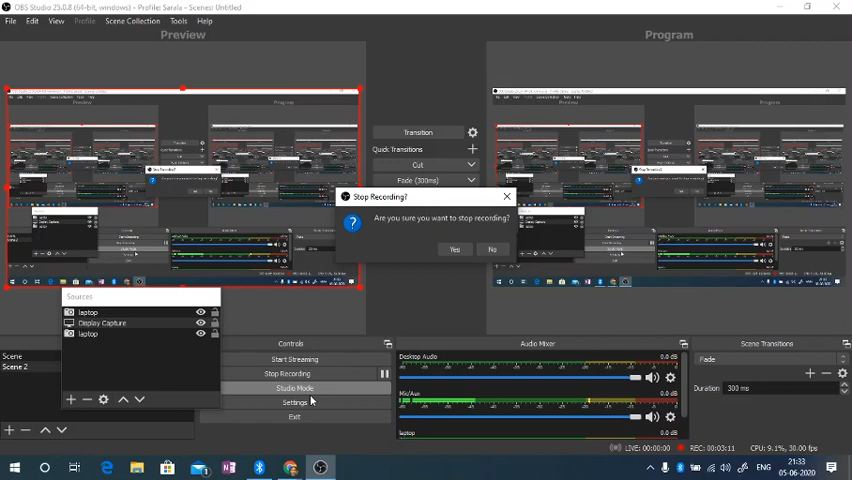 OBS Studio 25.0.8 (64-bit, windows) - Profile: Sarala - Scenes: Untitled
File Edit View Profile Scene Collection Tools Help
Preview
Program
Transition
Quick Transitions
Cut
Fade (300ms)
Stop Recording?
Are you sure you want to stop recording?
Yes No
Sources
laptop
Display Capture
laptop
Scene
Scene 2
Controls
Start Streaming
Stop Recording
Studio Mode
Settings
Exit
Audio Mixer
Desktop Audio
0.0 dB
Mic/Aux
0.0 dB
laptop
0.0 dB
Scene Transitions
Fade
Duration 300 ms
LIVE: 00:00:00 REC: 00:03:11 CPU: 9.1%, 30.00 fps
ENG
21:33
05-06-2020